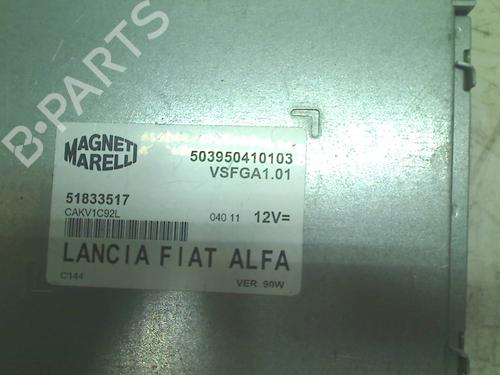 B-PARTS
MAGNETI MARELLI
503950410103
VSFGA1.01
51833517
CAKV1C92L
040 11 12V=
LANCIA FIAT ALFA
C144
VER. 90W